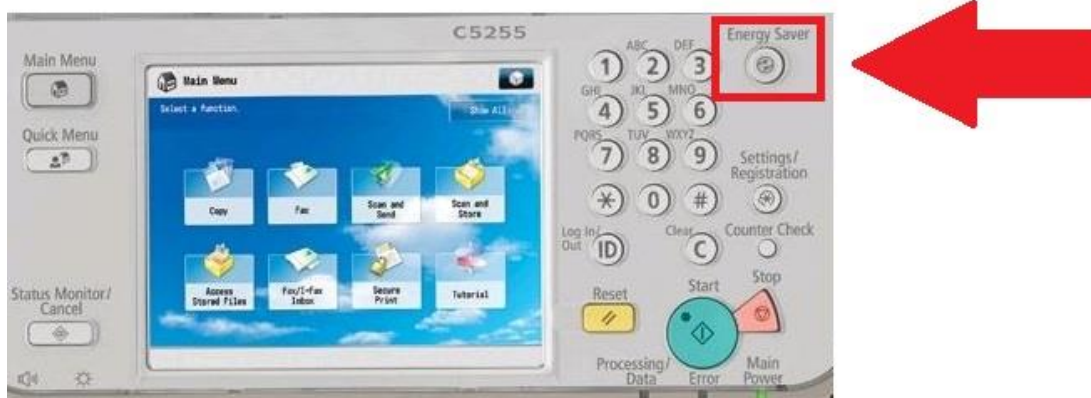 C5255
Main Menu
Quick Menu
Status Monitor/
Cancel
Main Menu
Select a function.
Show All
Copy
Fax
Scan and
Send
Scan and
Store
Access
Stored Files
Fax/I-Fax
Inbox
Secure
Print
Tutorial
Energy Saver
1
ABC
2
DEF
3
GHI
4
JKL
5
MNO
6
PQRS
7
TUV
8
WXYZ
9
0
#
Settings/
Registration
Log In/
Out
ID
Clear
C
Counter Check
Reset
Start
Stop
Processing/
Data
Error
Main
Power